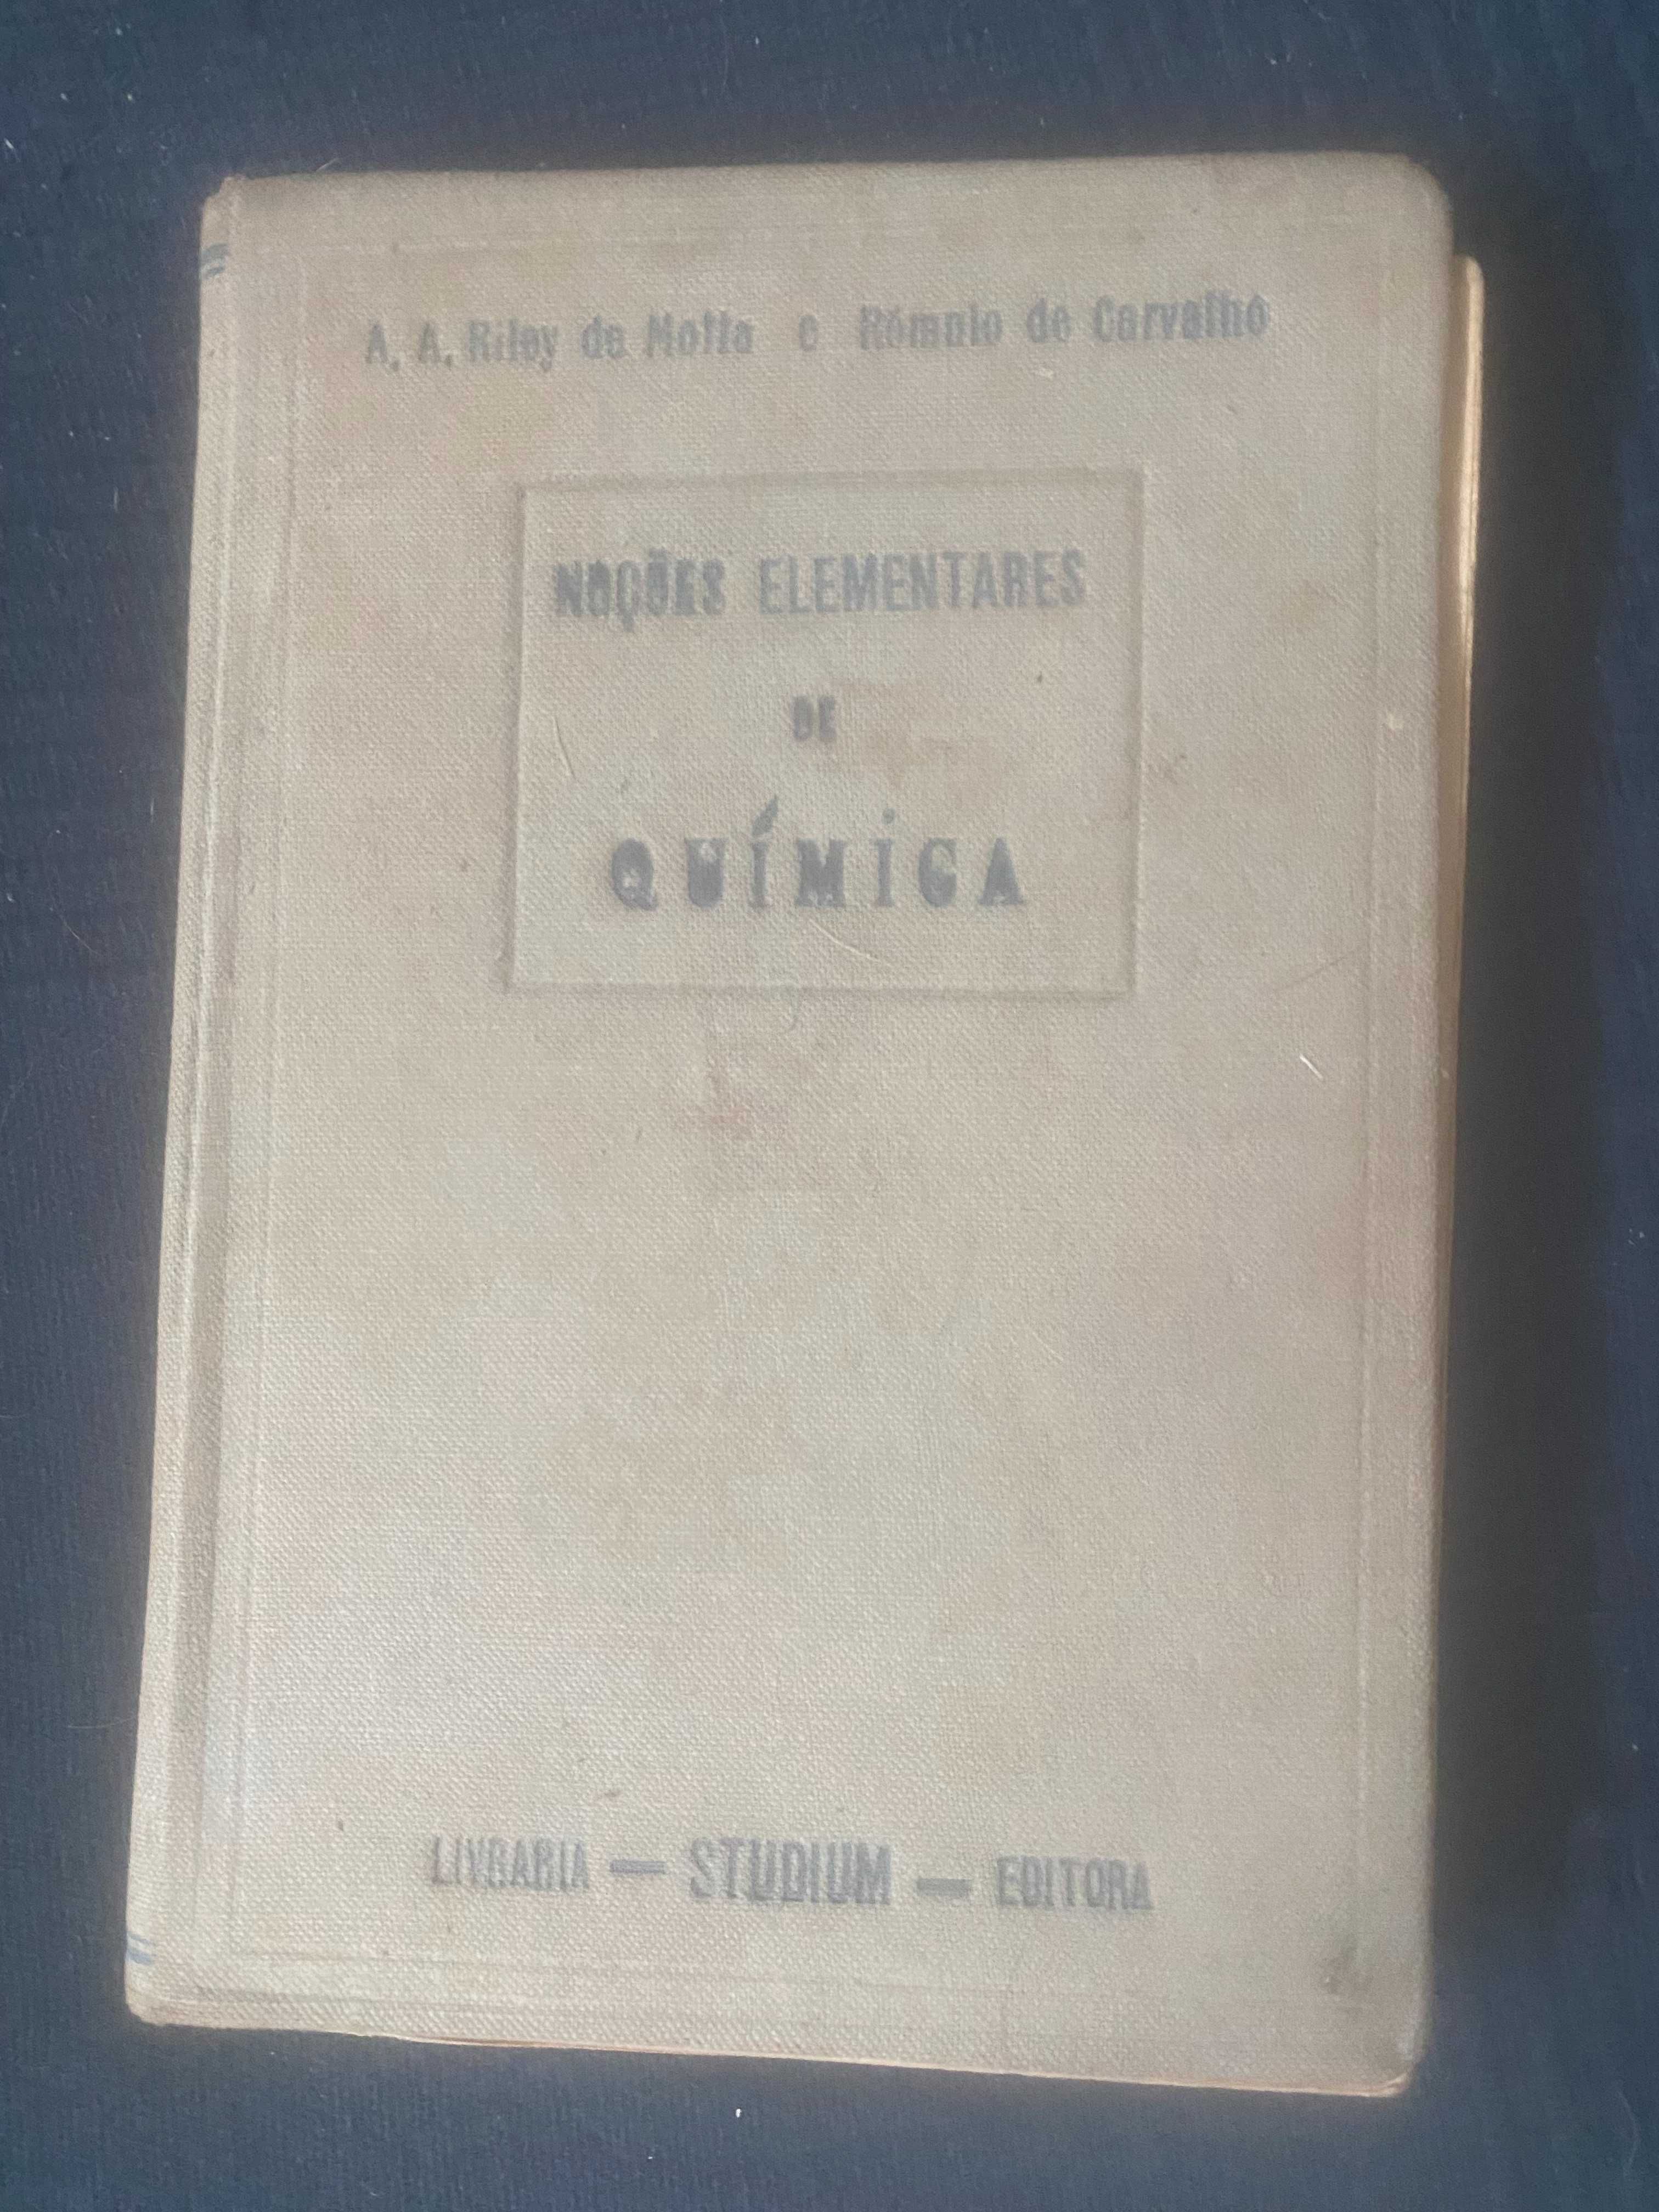 A. A. Riley da Motta e Rómulo de Carvalho
NOÇÕES ELEMENTARES
DE
QUÍMICA
LIVRARIA — STUDIUM — EDITORA